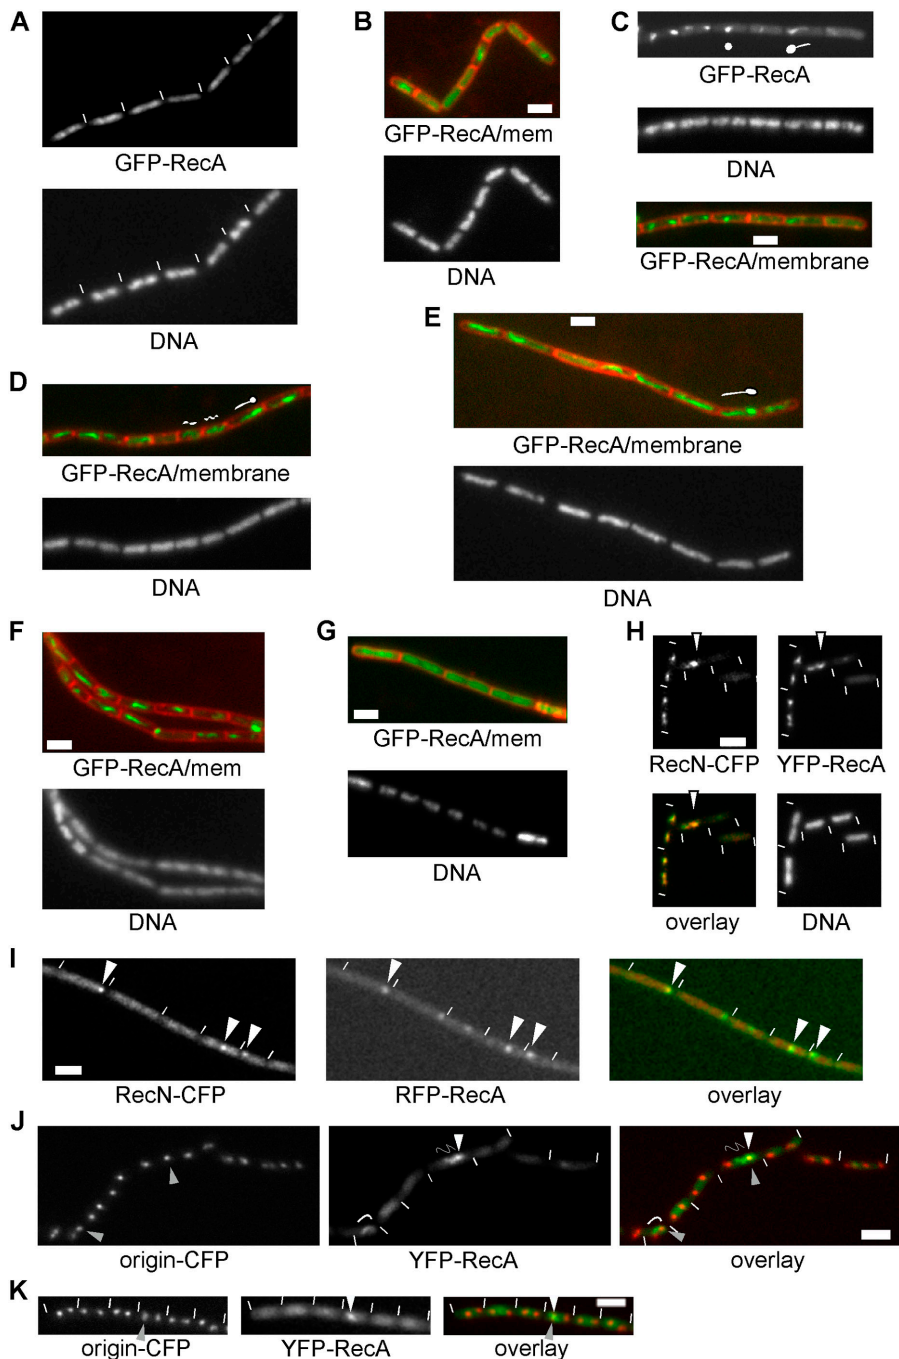 A
GFP-RecA
DNA
B
GFP-RecA/mem
DNA
C
GFP-RecA
DNA
GFP-RecA/membrane
D
GFP-RecA/membrane
DNA
E
GFP-RecA/membrane
DNA
F
GFP-RecA/mem
DNA
G
GFP-RecA/mem
DNA
H
RecN-CFP YFP-RecA
overlay DNA
I
RecN-CFP RFP-RecA overlay
J
origin-CFP YFP-RecA overlay
K
origin-CFP YFP-RecA overlay